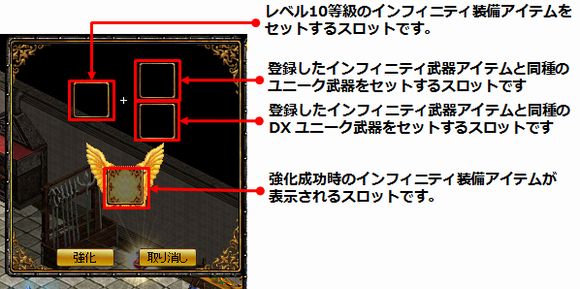 レベル10等級のインフィニティ装備アイテムを
セットするスロットです。
登録したインフィニティ武器アイテムと同種の
ユニーク武器をセットするスロットです
登録したインフィニティ武器アイテムと同種の
DX ユニーク武器をセットするスロットです
+
強化成功時のインフィニティ装備アイテムが
表示されるスロットです。
強化
取り消し